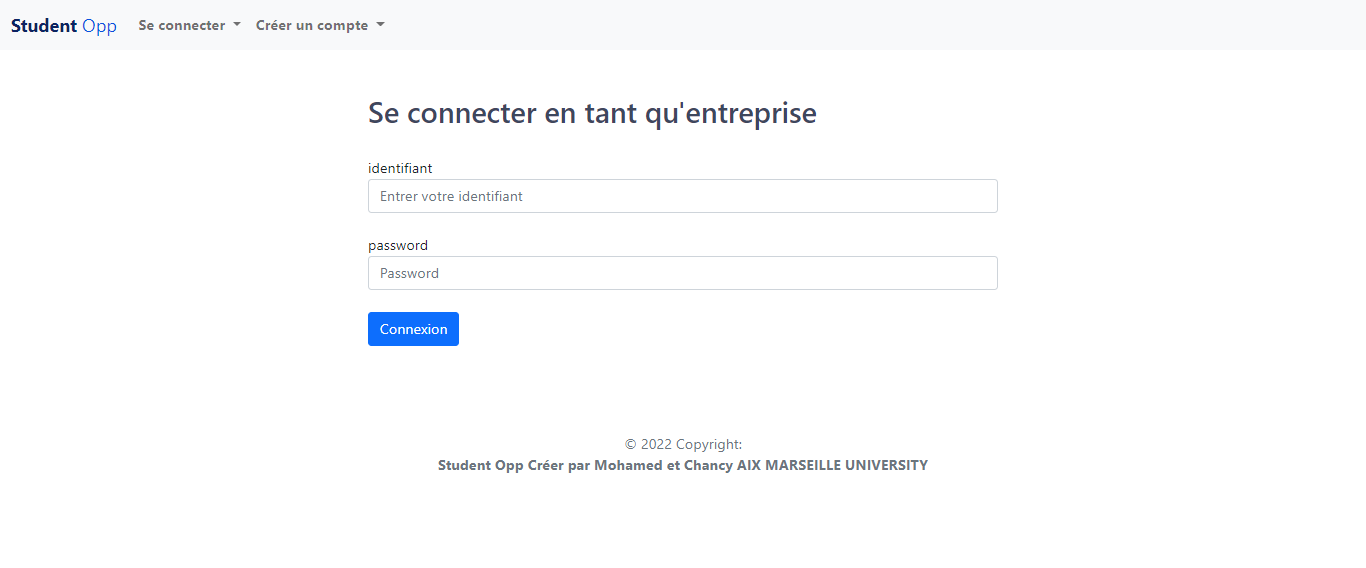 Student Opp Se connecter Créer un compte
Se connecter en tant qu'entreprise
identifiant
Entrer votre identifiant
password
Password
Connexion
© 2022 Copyright:
Student Opp Créer par Mohamed et Chancy AIX MARSEILLE UNIVERSITY